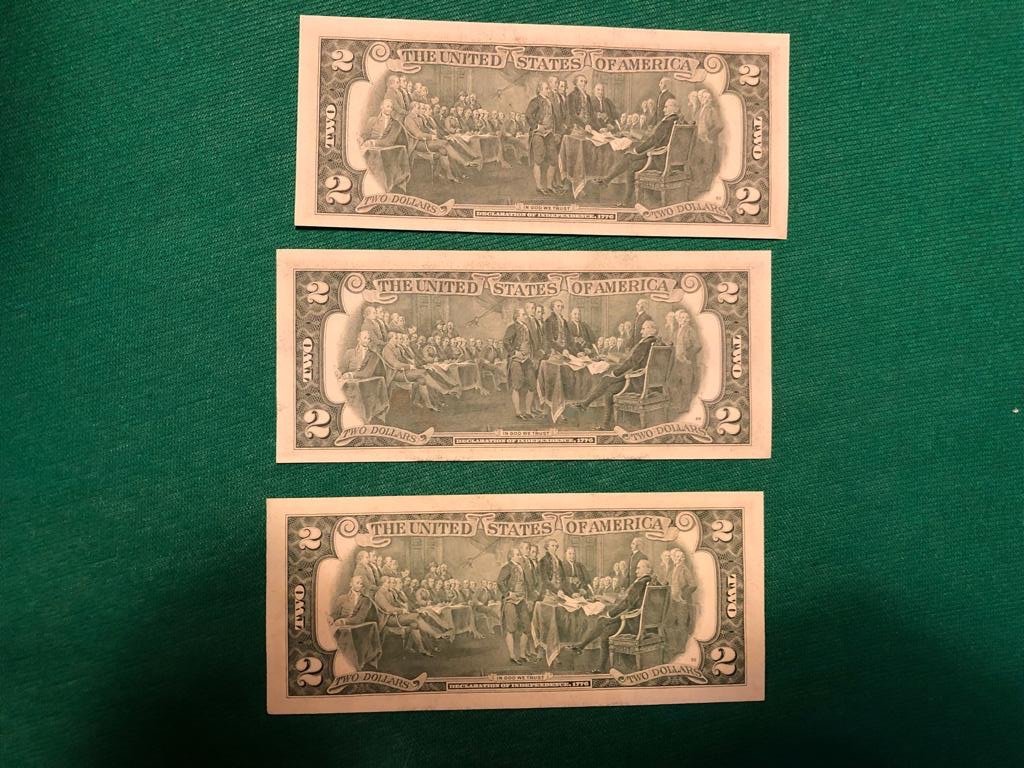 2 THE UNITED STATES OF AMERICA 2
TWO TWO
2 TWO DOLLARS IN GOD WE TRUST TWO DOLLARS 2
DECLARATION OF INDEPENDENCE, 1776
2 THE UNITED STATES OF AMERICA 2
TWO TWO
2 TWO DOLLARS IN GOD WE TRUST TWO DOLLARS 2
DECLARATION OF INDEPENDENCE, 1776
2 THE UNITED STATES OF AMERICA 2
TWO TWO
2 TWO DOLLARS IN GOD WE TRUST TWO DOLLARS 2
DECLARATION OF INDEPENDENCE, 1776